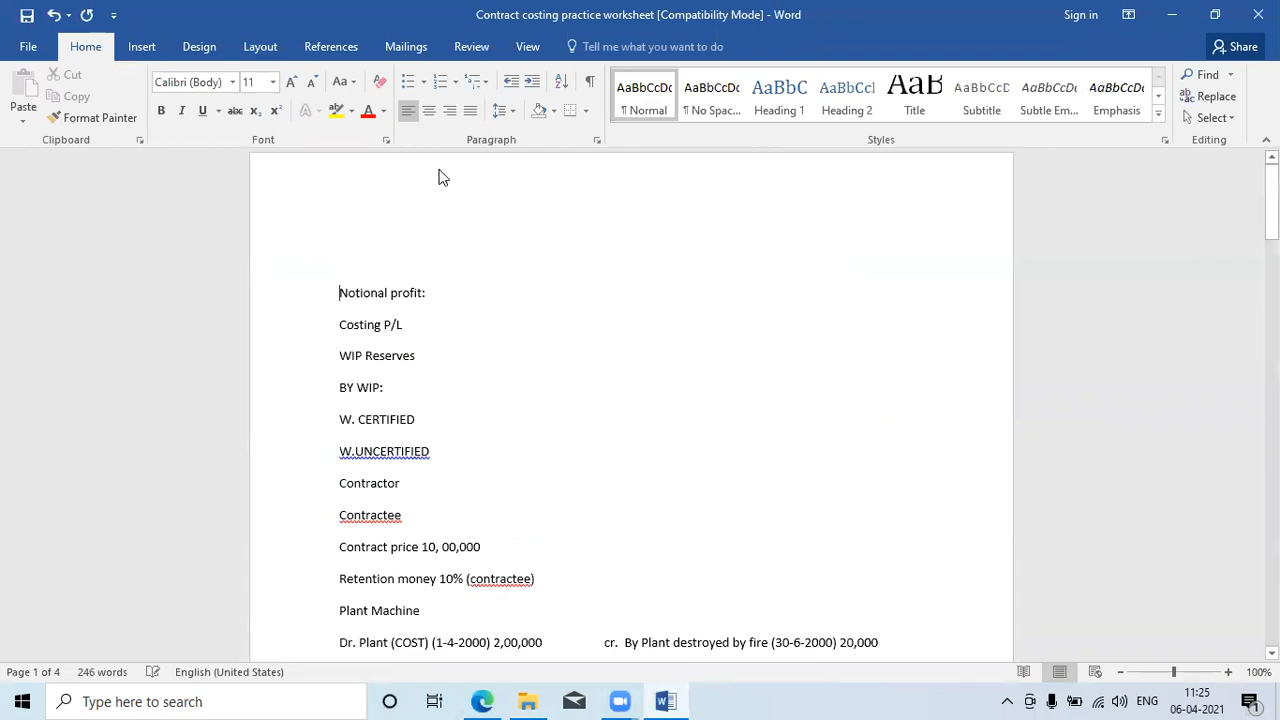 Contract costing practice worksheet [Compatibility Mode] - Word
Sign in
File Home Insert Design Layout References Mailings Review View Tell me what you want to do Share
Paste
Cut
Copy
Format Painter
Clipboard
Calibri (Body) 11
Font
Paragraph
AaBbCcDc AaBbCcDc AaBbC AaBbCcI AaB AaBbCcD AaBbCcDc AaBbCcDc
¶ Normal ¶ No Spac... Heading 1 Heading 2 Title Subtitle Subtle Em... Emphasis
Styles
Find
Replace
Select
Editing
Notional profit:
Costing P/L
WIP Reserves
BY WIP:
W. CERTIFIED
W.UNCERTIFIED
Contractor
Contractee
Contract price 10, 00,000
Retention money 10% (contractee)
Plant Machine
Dr. Plant (COST) (1-4-2000) 2,00,000 cr. By Plant destroyed by fire (30-6-2000) 20,000
Page 1 of 4 246 words English (United States) 100%
Type here to search
ENG
11:25
06-04-2021